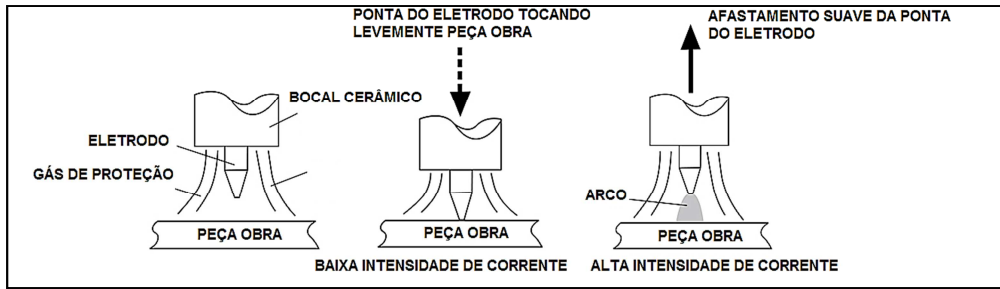 PONTA DO ELETRODO TOCANDO
LEVEMENTE PEÇA OBRA
AFASTAMENTO SUAVE DA PONTA
DO ELETRODO
BOCAL CERÂMICO
ELETRODO
GÁS DE PROTEÇÃO
ARCO
PEÇA OBRA
PEÇA OBRA
PEÇA OBRA
BAIXA INTENSIDADE DE CORRENTE
ALTA INTENSIDADE DE CORRENTE